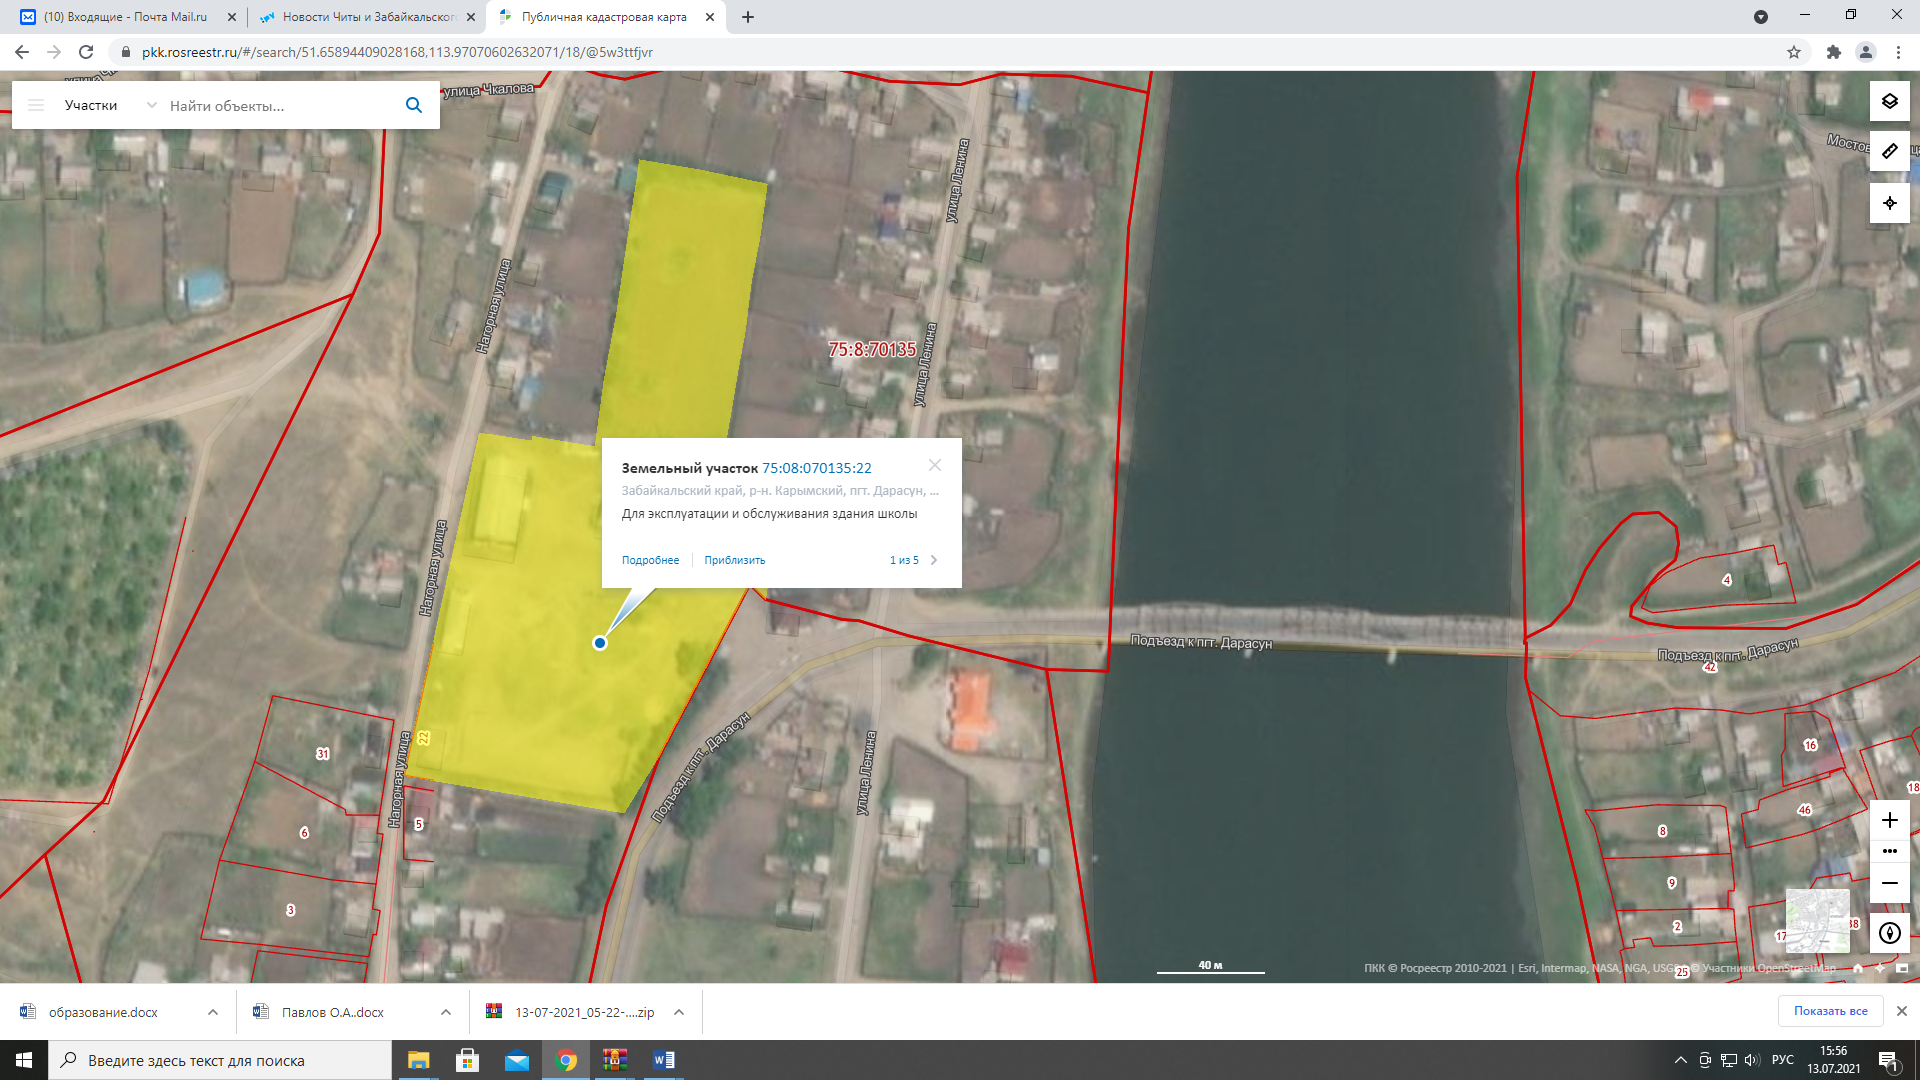 (10) Входящие - Почта Mail.ru
Новости Читы и Забайкальског
Публичная кадастровая карта
pkk.rosreestr.ru/#/search/51.65894409028168,113.97070602632071/18/@5w3ttfjvr
Участки
Найти объекты...
улица Чкалова
улица Ленина
Нагорная улица
75:8:70135
улица Ленина
Земельный участок 75:08:070135:22
Забайкальский край, р-н. Карымский, пгт. Дарасун, ...
Для эксплуатации и обслуживания здания школы
Подробнее
Приблизить
1 из 5
Нагорная улица
4
Подъезд к пгт. Дарасун
Подъезд к пгт. Дарасун
42
22
31
Нагорная улица
Подъезд к пгт. Дарасун
улица Ленина
16
18
46
6
5
8
9
3
2
17
38
25
40 м
ПКК © Росреестр 2010-2021 | Esri, Intermap, NASA, NGA, USGS | © Участники OpenStreetMap
образование.docx
Павлов О.А..docx
13-07-2021_05-22-....zip
Показать все
Введите здесь текст для поиска
РУС
15:56
13.07.2021
1